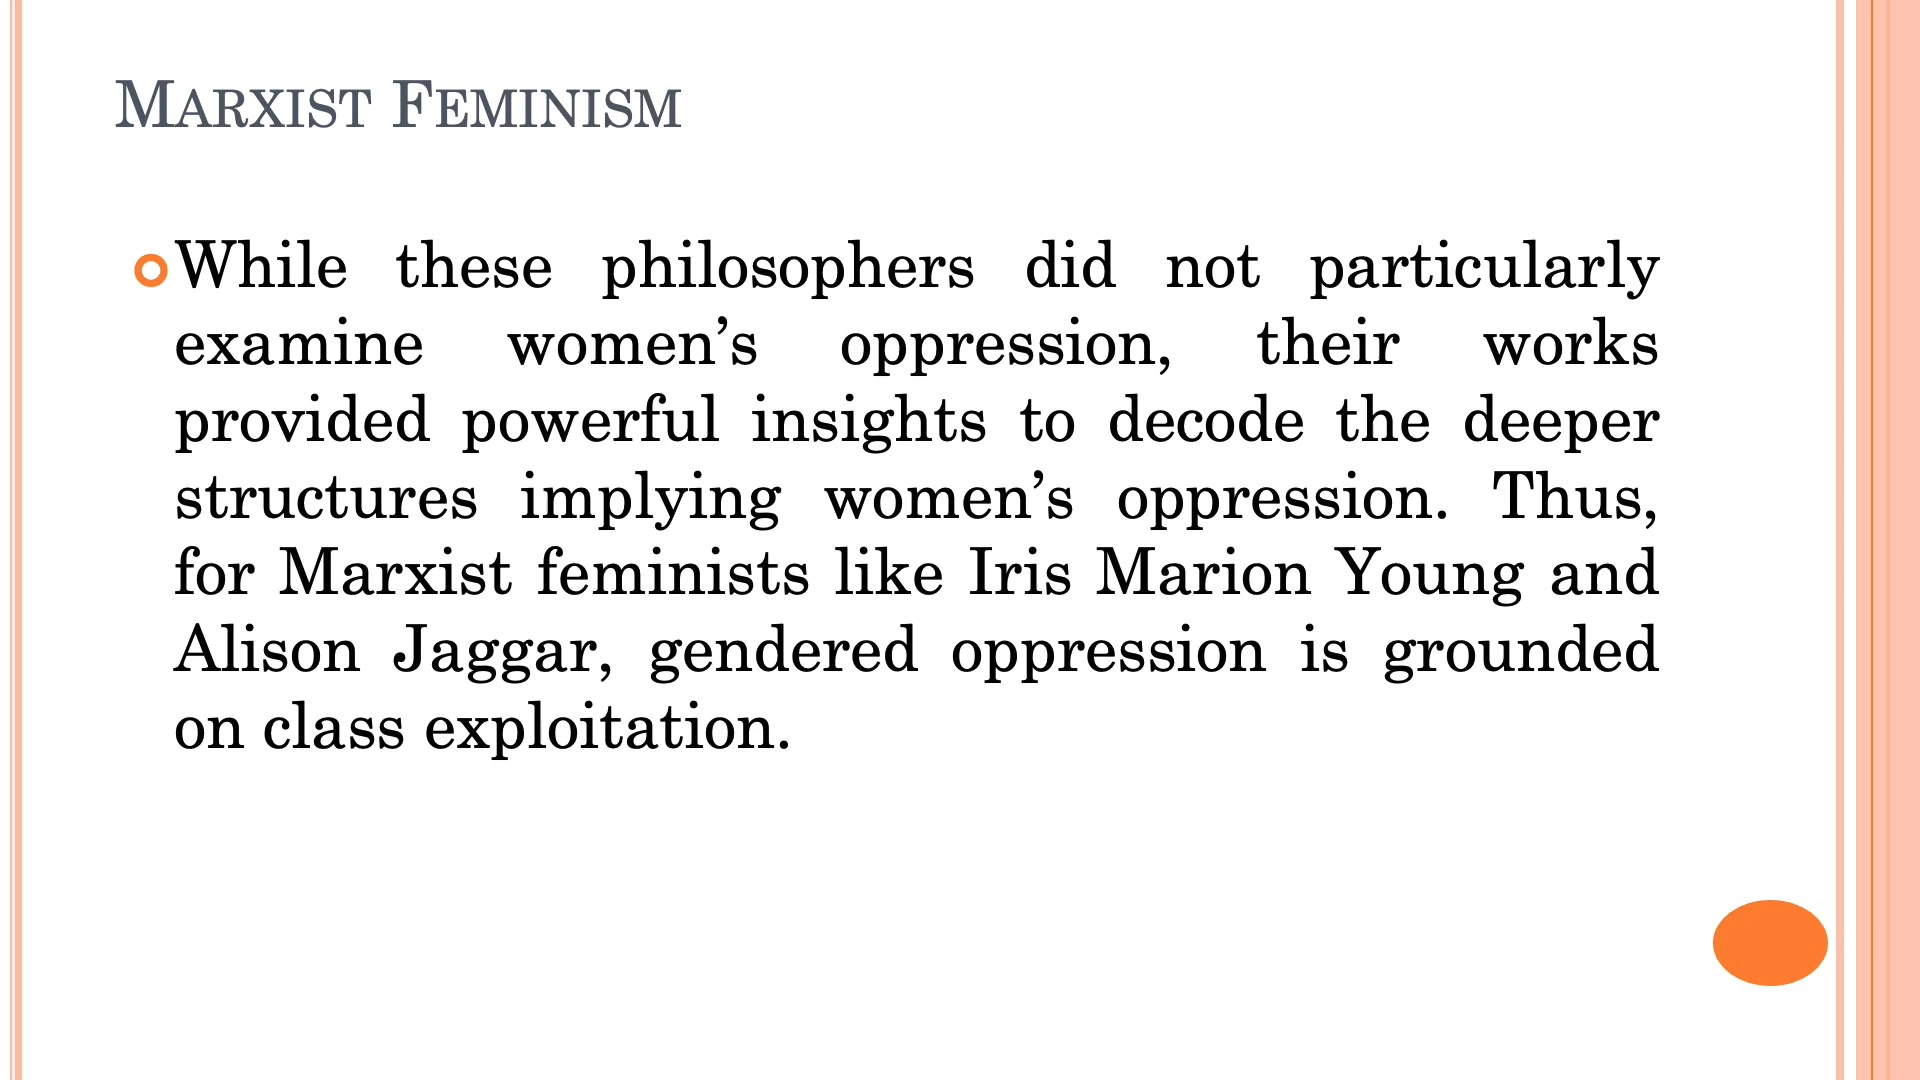 Marxist Feminism
While these philosophers did not particularly
examine women’s oppression, their works
provided powerful insights to decode the deeper
structures implying women’s oppression. Thus,
for Marxist feminists like Iris Marion Young and
Alison Jaggar, gendered oppression is grounded
on class exploitation.